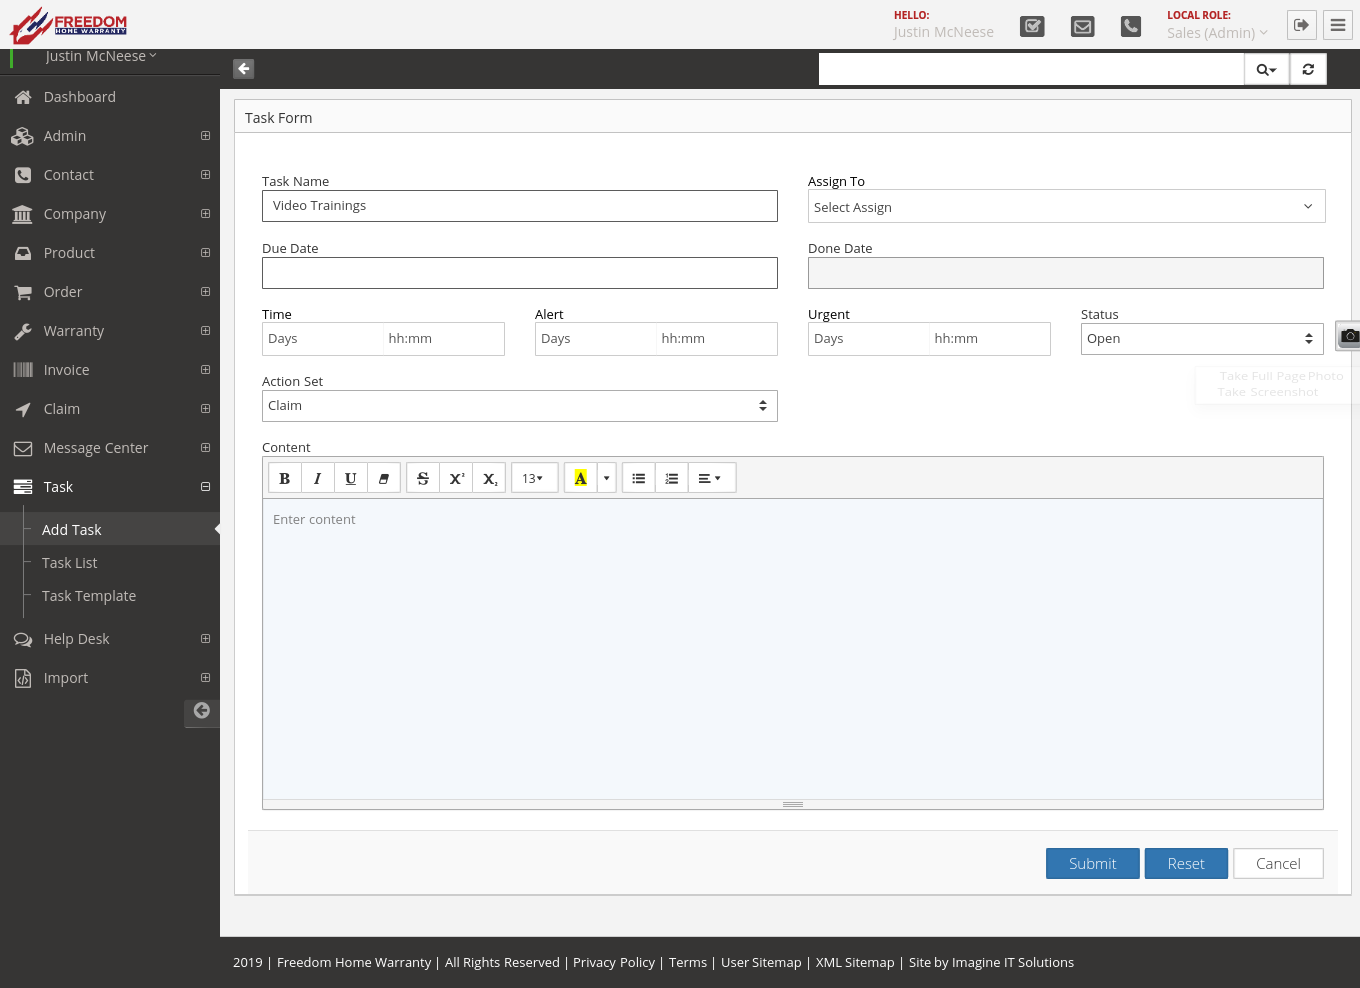 FREEDOM
HOME WARRANTY
HELLO:
Justin McNeese
LOCAL ROLE:
Sales (Admin)
Justin McNeese
Dashboard
Admin
Contact
Company
Product
Order
Warranty
Invoice
Claim
Message Center
Task
Add Task
Task List
Task Template
Help Desk
Import
Task Form
Task Name
Video Trainings
Assign To
Select Assign
Due Date
Done Date
Time
Days hh:mm
Alert
Days hh:mm
Urgent
Days hh:mm
Status
Open
Take Full Page Photo
Take Screenshot
Action Set
Claim
Content
B I U S X² X₂ 13 A
Enter content
Submit Reset Cancel
2019 | Freedom Home Warranty | All Rights Reserved | Privacy Policy | Terms | User Sitemap | XML Sitemap | Site by Imagine IT Solutions